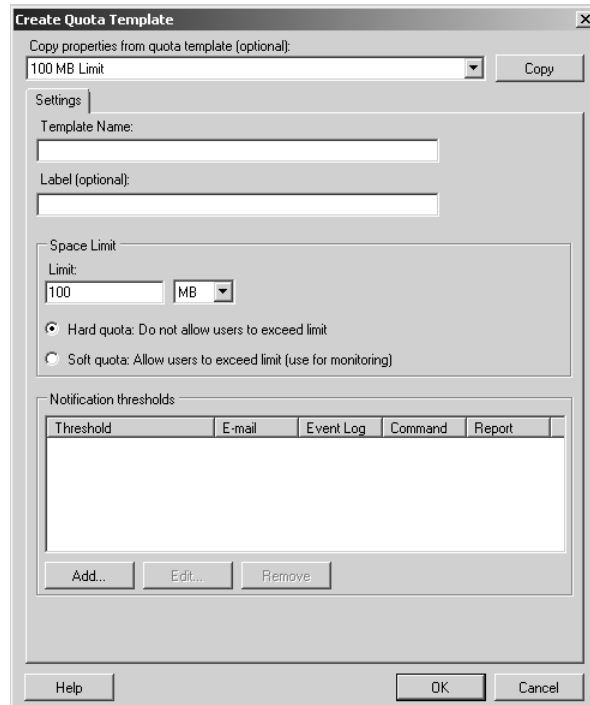 Create Quota Template
Copy properties from quota template (optional):
100 MB Limit
Copy
Settings
Template Name:
Label (optional):
Space Limit
Limit:
100 MB
Hard quota: Do not allow users to exceed limit
Soft quota: Allow users to exceed limit (use for monitoring)
Notification thresholds
Threshold E-mail Event Log Command Report
Add... Edit... Remove
Help OK Cancel